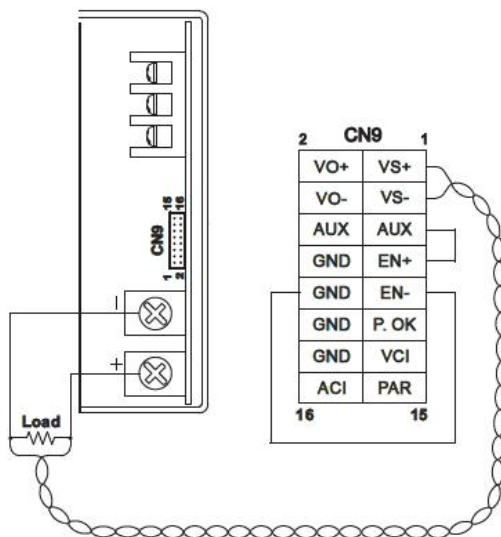 2 CN9 1
VO+ VS+
VO- VS-
AUX AUX
GND EN+
GND EN-
GND P. OK
GND VCI
ACI PAR
16 15
15 16
CN9
1 2
-
+
Load